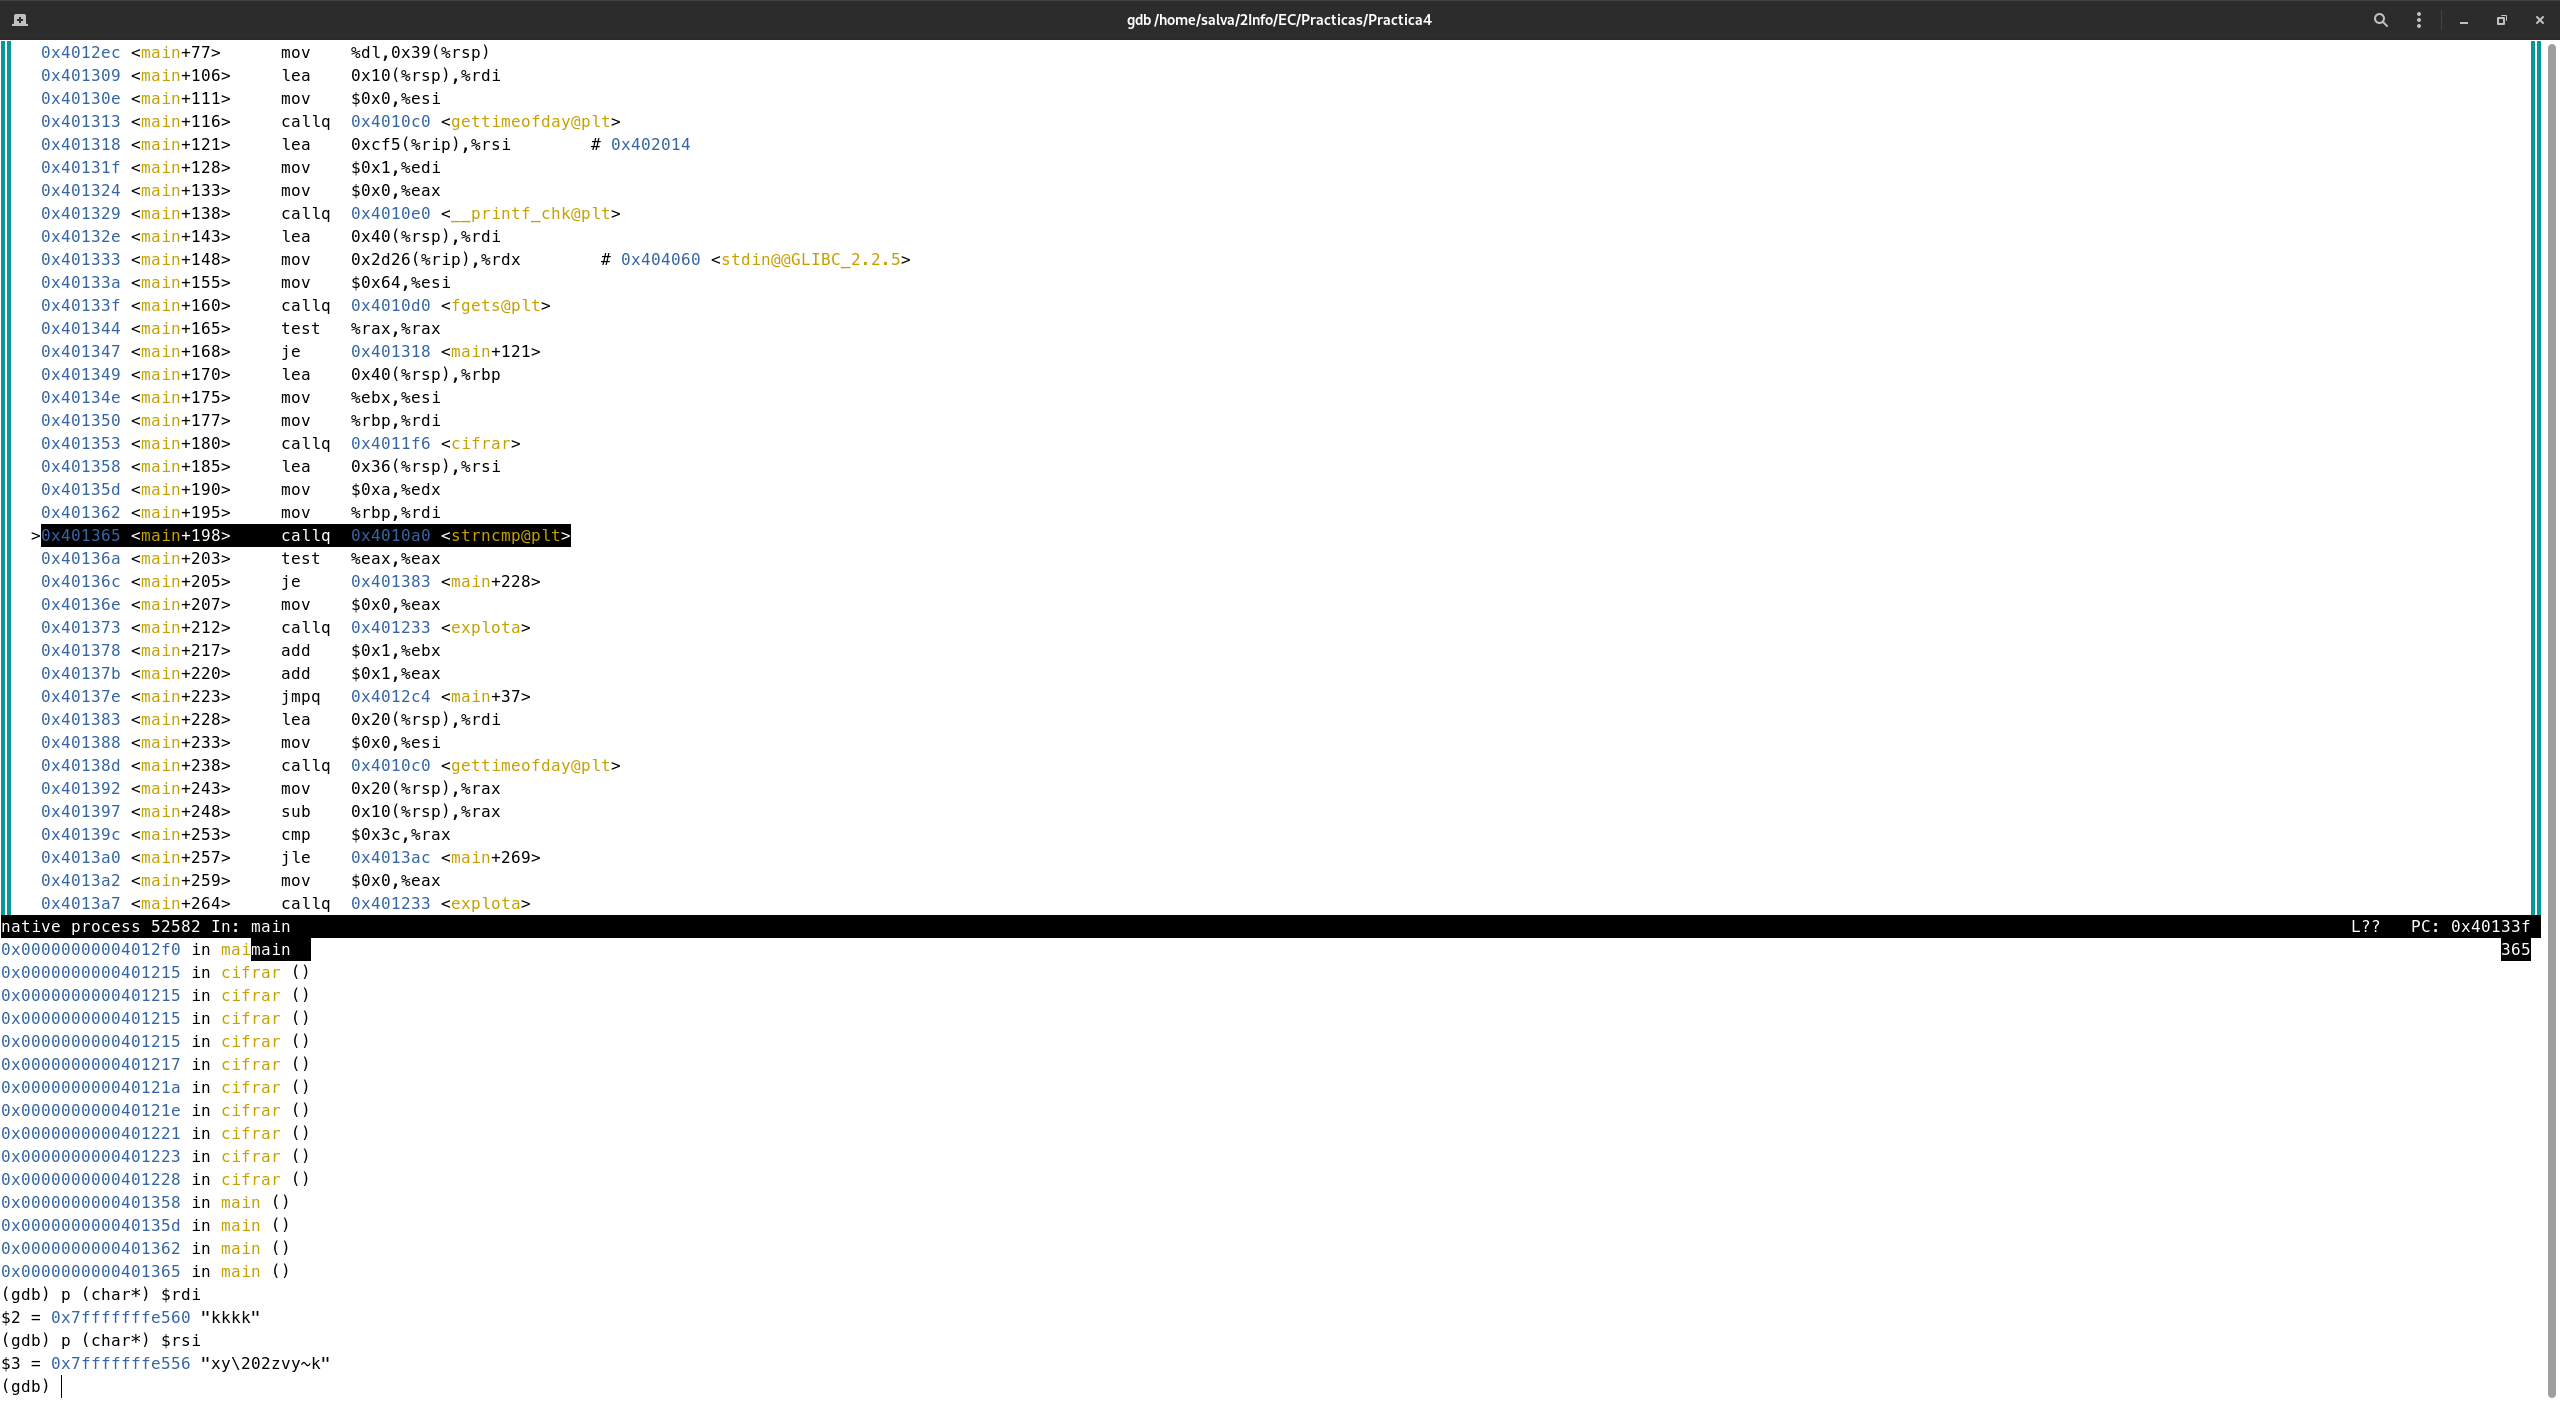 gdb /home/salva/2Info/EC/Practicas/Practica4
0x4012ec <main+77>      mov    %dl,0x39(%rsp)
0x401309 <main+106>     lea    0x10(%rsp),%rdi
0x40130e <main+111>     mov    $0x0,%esi
0x401313 <main+116>     callq  0x4010c0 <gettimeofday@plt>
0x401318 <main+121>     lea    0xcf5(%rip),%rsi        # 0x402014
0x40131f <main+128>     mov    $0x1,%edi
0x401324 <main+133>     mov    $0x0,%eax
0x401329 <main+138>     callq  0x4010e0 <__printf_chk@plt>
0x40132e <main+143>     lea    0x40(%rsp),%rdi
0x401333 <main+148>     mov    0x2d26(%rip),%rdx        # 0x404060 <stdin@@GLIBC_2.2.5>
0x40133a <main+155>     mov    $0x64,%esi
0x40133f <main+160>     callq  0x4010d0 <fgets@plt>
0x401344 <main+165>     test   %rax,%rax
0x401347 <main+168>     je     0x401318 <main+121>
0x401349 <main+170>     lea    0x40(%rsp),%rbp
0x40134e <main+175>     mov    %ebx,%esi
0x401350 <main+177>     mov    %rbp,%rdi
0x401353 <main+180>     callq  0x4011f6 <cifrar>
0x401358 <main+185>     lea    0x36(%rsp),%rsi
0x40135d <main+190>     mov    $0xa,%edx
0x401362 <main+195>     mov    %rbp,%rdi
>0x401365 <main+198>     callq  0x4010a0 <strncmp@plt>
0x40136a <main+203>     test   %eax,%eax
0x40136c <main+205>     je     0x401383 <main+228>
0x40136e <main+207>     mov    $0x0,%eax
0x401373 <main+212>     callq  0x401233 <explota>
0x401378 <main+217>     add    $0x1,%ebx
0x40137b <main+220>     add    $0x1,%eax
0x40137e <main+223>     jmpq   0x4012c4 <main+37>
0x401383 <main+228>     lea    0x20(%rsp),%rdi
0x401388 <main+233>     mov    $0x0,%esi
0x40138d <main+238>     callq  0x4010c0 <gettimeofday@plt>
0x401392 <main+243>     mov    0x20(%rsp),%rax
0x401397 <main+248>     sub    0x10(%rsp),%rax
0x40139c <main+253>     cmp    $0x3c,%rax
0x4013a0 <main+257>     jle    0x4013ac <main+269>
0x4013a2 <main+259>     mov    $0x0,%eax
0x4013a7 <main+264>     callq  0x401233 <explota>
native process 52582 In: main L?? PC: 0x40133f
0x00000000004012f0 in maimain 365
0x0000000000401215 in cifrar ()
0x0000000000401215 in cifrar ()
0x0000000000401215 in cifrar ()
0x0000000000401215 in cifrar ()
0x0000000000401217 in cifrar ()
0x000000000040121a in cifrar ()
0x000000000040121e in cifrar ()
0x0000000000401221 in cifrar ()
0x0000000000401223 in cifrar ()
0x0000000000401228 in cifrar ()
0x0000000000401358 in main ()
0x000000000040135d in main ()
0x0000000000401362 in main ()
0x0000000000401365 in main ()
(gdb) p (char*) $rdi
$2 = 0x7fffffffe560 "kkkk"
(gdb) p (char*) $rsi
$3 = 0x7fffffffe556 "xy\202zvy~k"
(gdb)